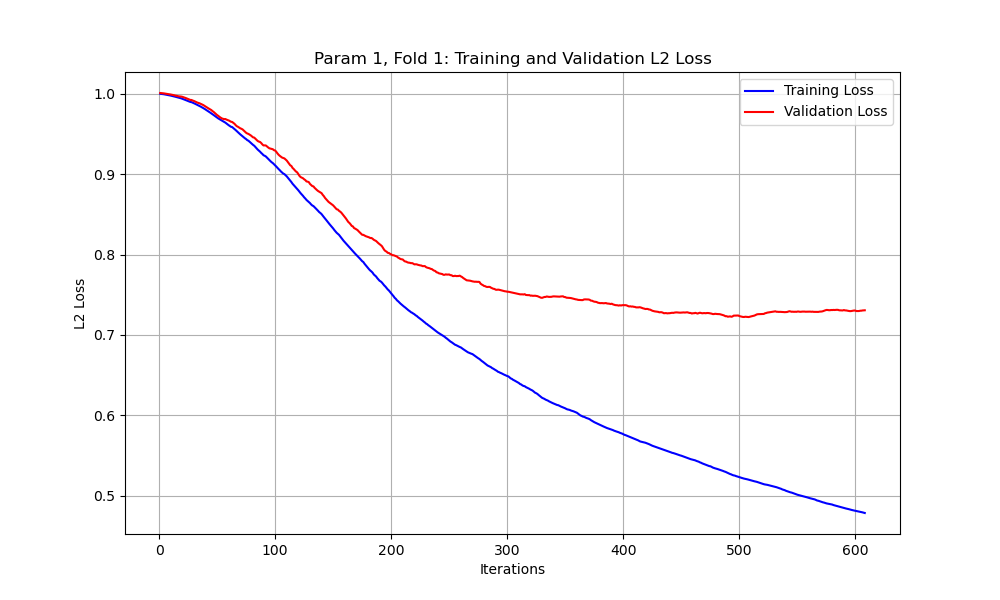 Param 1, Fold 1: Training and Validation L2 Loss
Training Loss
Validation Loss
1.0
0.9
0.8
0.7
0.6
0.5
L2 Loss
0 100 200 300 400 500 600
Iterations